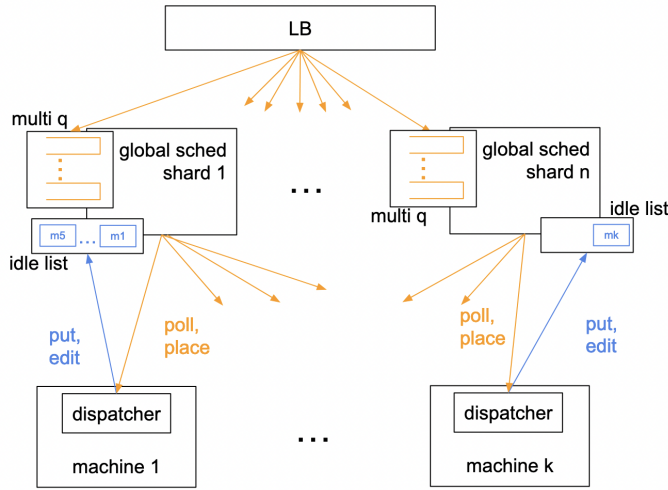 LB
multi q
global sched
shard 1
m5
...
m1
idle list
...
global sched
shard n
multi q
idle list
mk
poll,
place
put,
edit
poll,
place
put,
edit
dispatcher
machine 1
...
dispatcher
machine k